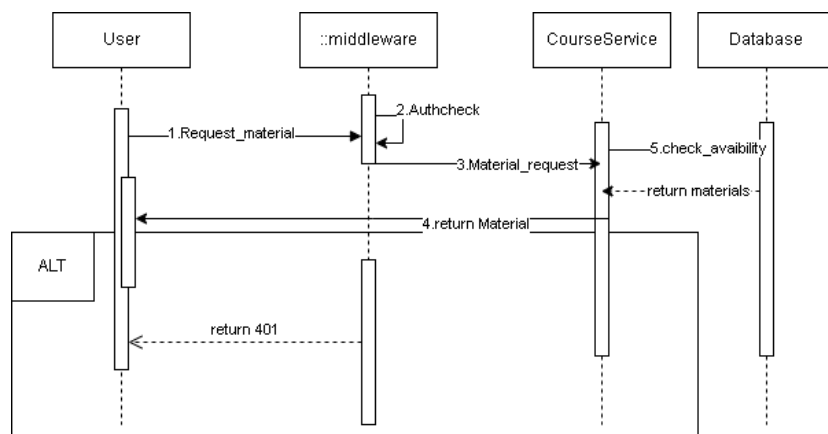 User
::middleware
CourseService
Database
2.Authcheck
1.Request_material
5.check_avaibility
3.Material_request
return materials
4.return Material
ALT
return 401